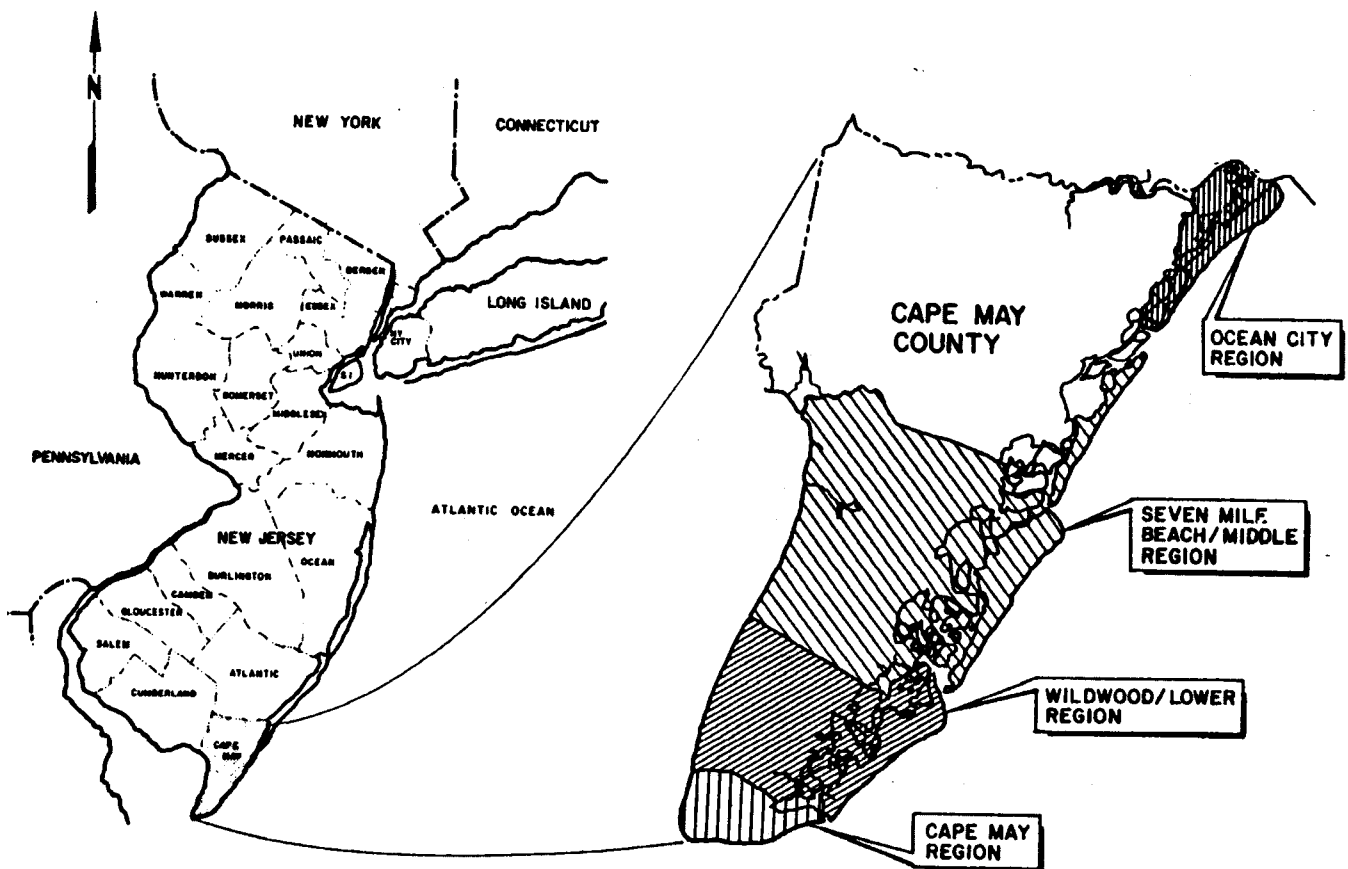 N
NEW YORK
CONNECTICUT
SUSSEX
PASSAIC
BERGEN
WARREN
MORRIS
ESSEX
LONG ISLAND
NY
CITY
UNION
S I
HUNTERDON
SOMERSET
MIDDLESEX
PENNSYLVANIA
MERCER
MONMOUTH
ATLANTIC OCEAN
NEW JERSEY
OCEAN
BURLINGTON
CAMDEN
GLOUCESTER
SALEM
ATLANTIC
CUMBERLAND
CAPE
MAY
CAPE MAY
COUNTY
OCEAN CITY
REGION
SEVEN MILE
BEACH/MIDDLE
REGION
WILDWOOD/LOWER
REGION
CAPE MAY
REGION